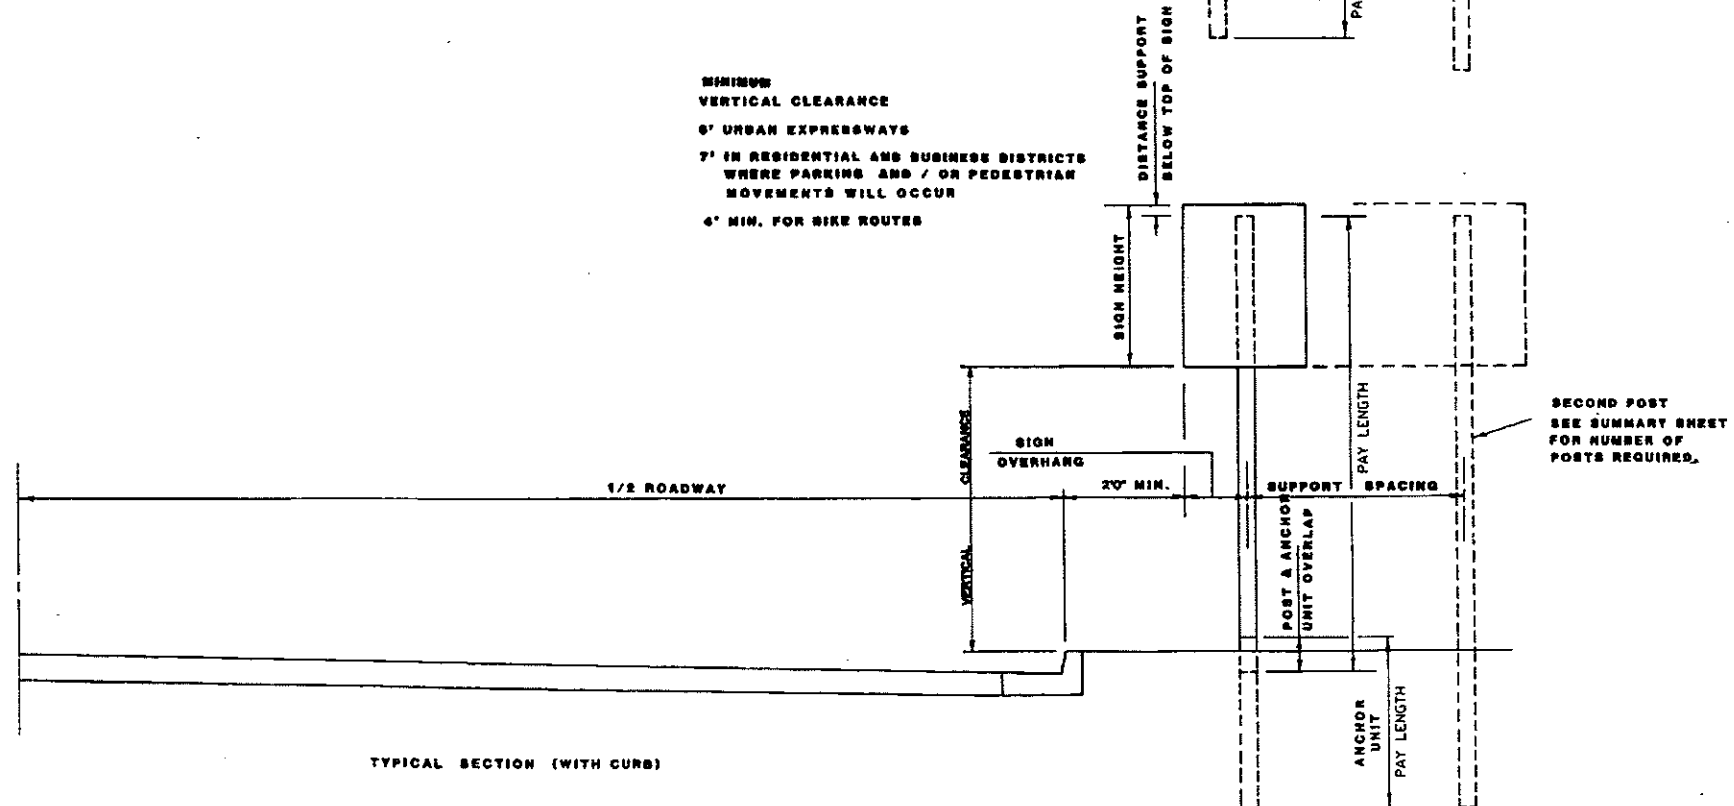 PA
DISTANCE SUPPORT
BELOW TOP OF SIGN
MINIMUM
VERTICAL CLEARANCE
URBAN EXPRESSWAYS
7' IN RESIDENTIAL AND BUSINESS DISTRICTS
WHERE PARKING AND / OR PEDESTRIAN
MOVEMENTS WILL OCCUR
MIN. FOR BIKE ROUTES
SIGN HEIGHT
SECOND POST
SEE SUMMARY SHEET
FOR NUMBER OF
POSTS REQUIRED.
VERTICAL CLEARANCE
SIGN
OVERHANG
PAY LENGTH
1/2 ROADWAY
2'0" MIN.
SUPPORT SPACING
POST & ANCHOR
UNIT OVERLAP
ANCHOR
UNIT
PAY LENGTH
TYPICAL SECTION (WITH CURB)